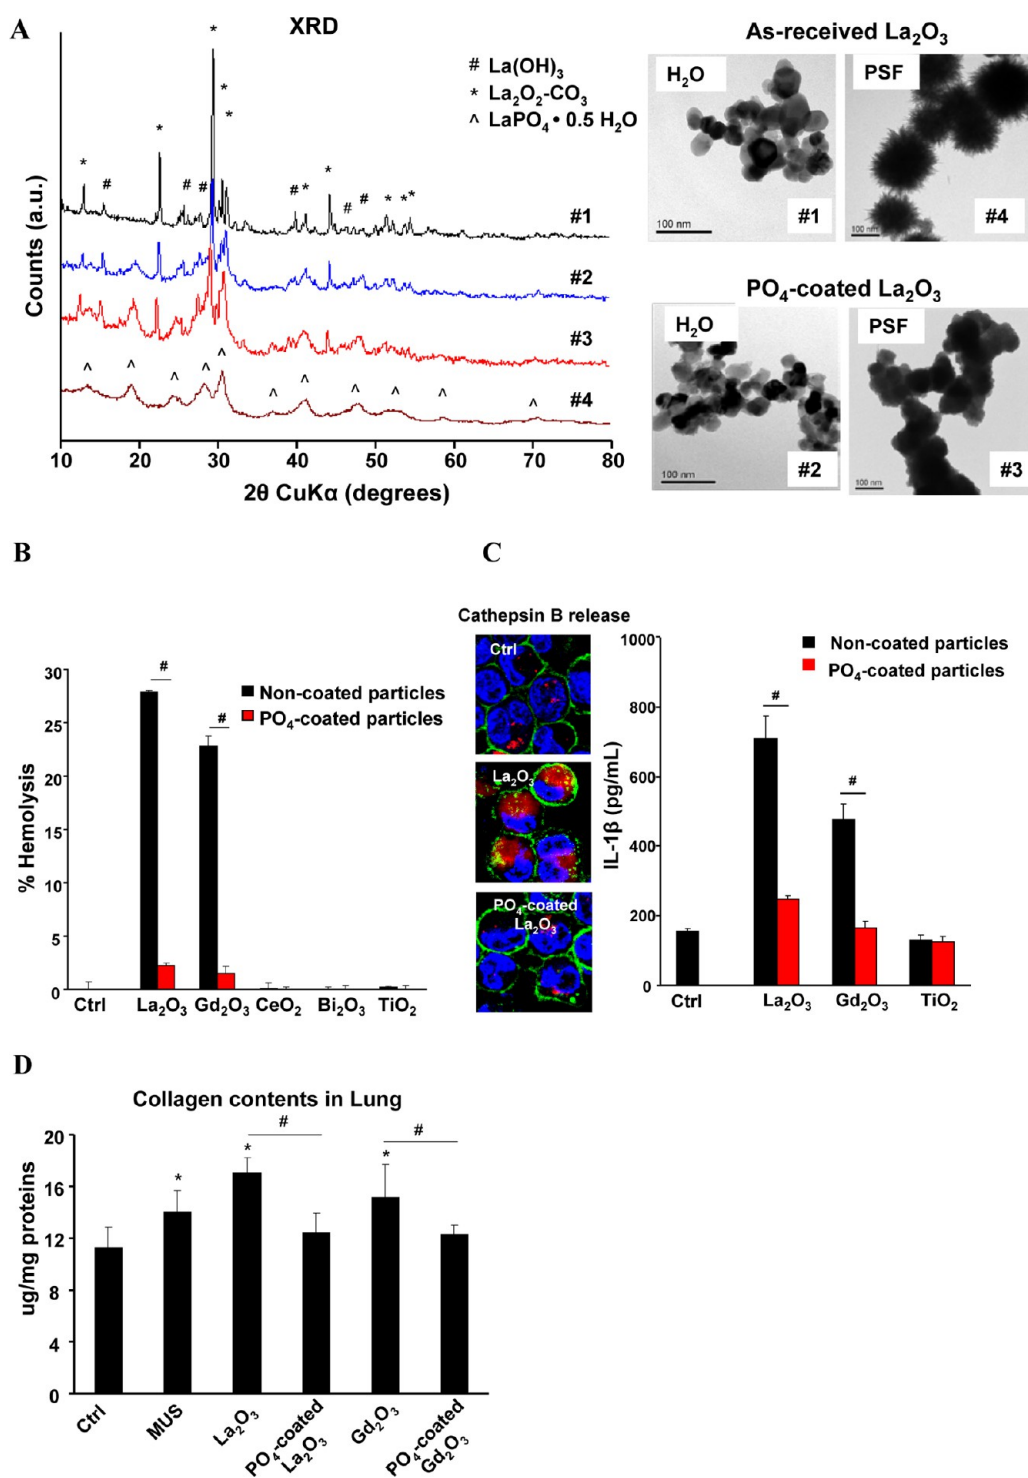 A
XRD
Counts (a.u.)
# La(OH)₃
* La₂O₂-CO₃
^ LaPO₄ • 0.5 H₂O
* * * * * * * * * *
# # # # # #
#1
#2
#3
^ ^ ^ ^ ^ ^ ^ ^ ^ ^ ^
#4
10 20 30 40 50 60 70 80
2θ CuKα (degrees)
As-received La₂O₃
H₂O
100 nm
#1
PSF
100 nm
#4
PO₄-coated La₂O₃
H₂O
100 nm
#2
PSF
100 nm
#3
B
% Hemolysis
30
25
20
15
10
5
0
#
#
Non-coated particles
PO₄-coated particles
Ctrl La₂O₃ Gd₂O₃ CeO₂ Bi₂O₃ TiO₂
C
Cathepsin B release
Ctrl
La₂O₃
PO₄-coated
La₂O₃
IL-1β (pg/mL)
1000
800
600
400
200
0
Non-coated particles
PO₄-coated particles
#
#
Ctrl La₂O₃ Gd₂O₃ TiO₂
D
Collagen contents in Lung
ug/mg proteins
20
16
12
8
4
0
#
#
* * *
Ctrl
MUS
La₂O₃
PO₄-coated
La₂O₃
Gd₂O₃
PO₄-coated
Gd₂O₃